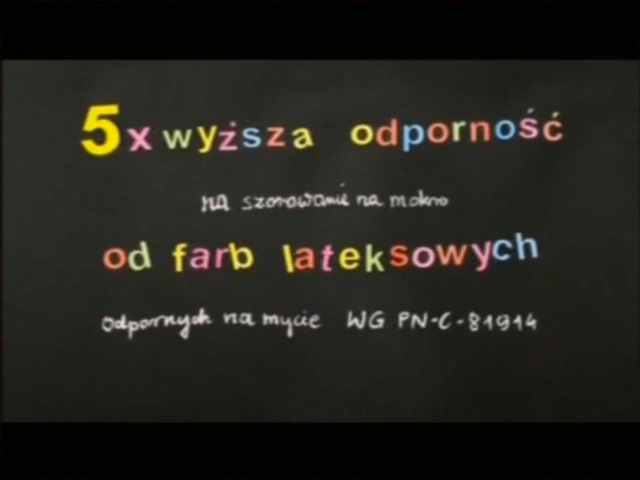 5x wyższa odporność
na szorowanie na mokro
od farb lateksowych
odpornych na mycie WG PN-C-81914